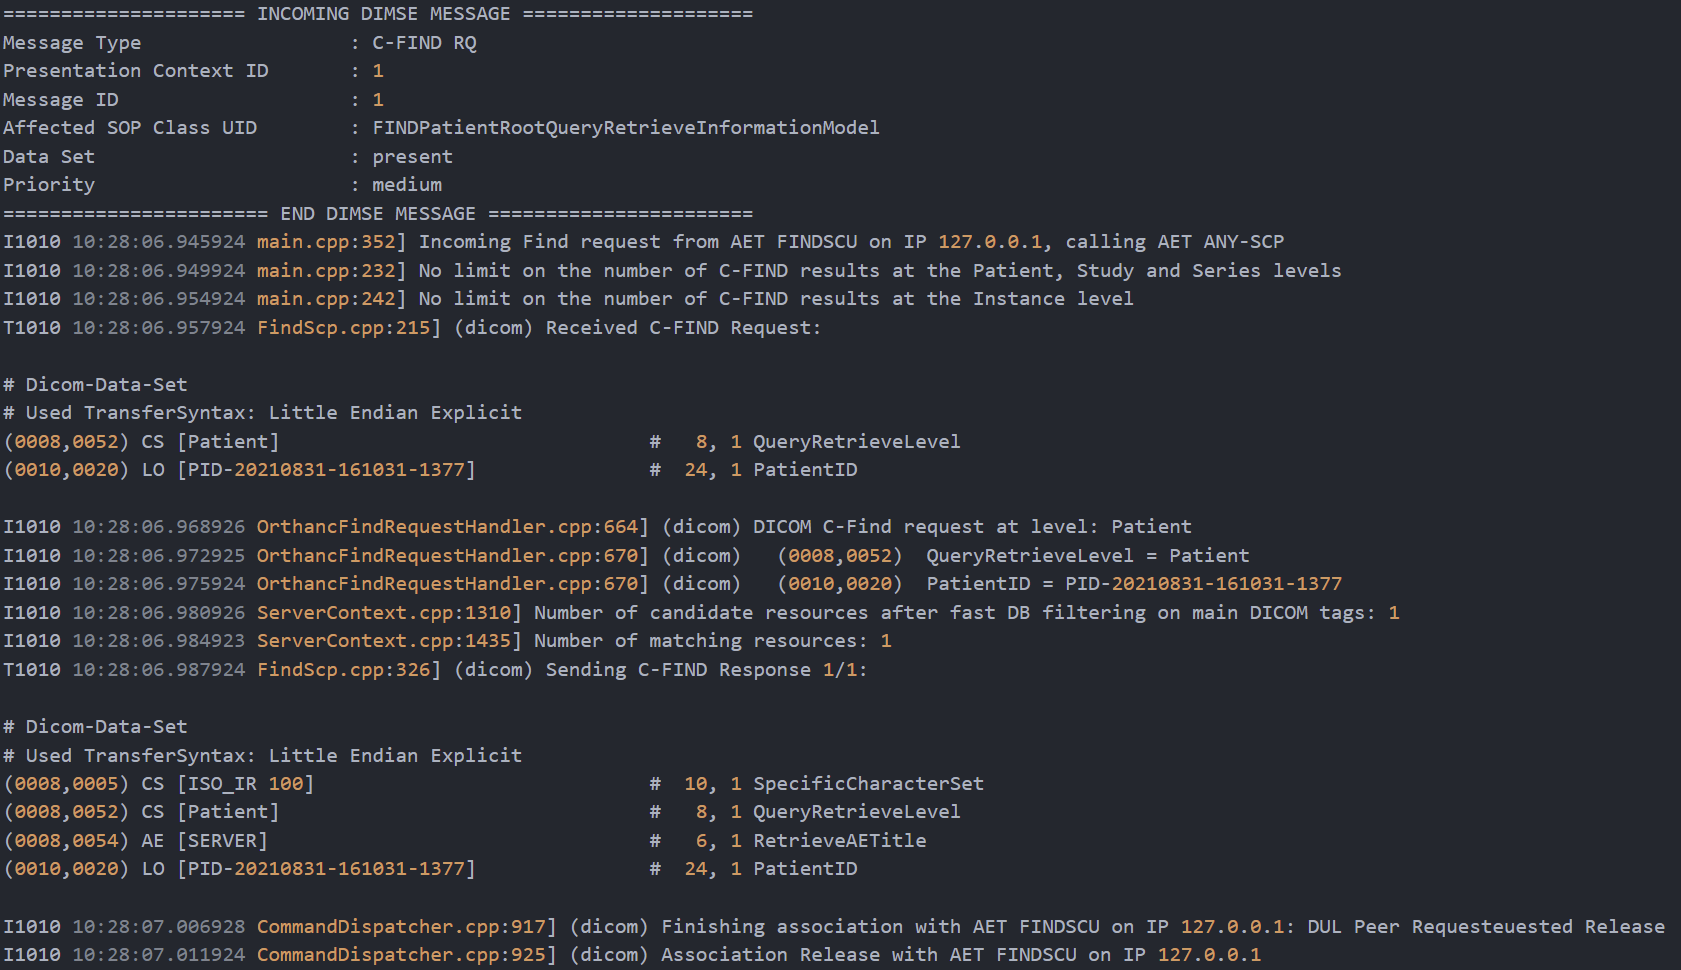 ===================== INCOMING DIMSE MESSAGE ====================
Message Type                  : C-FIND RQ
Presentation Context ID       : 1
Message ID                    : 1
Affected SOP Class UID        : FINDPatientRootQueryRetrieveInformationModel
Data Set                      : present
Priority                      : medium
======================= END DIMSE MESSAGE =======================
I1010 10:28:06.945924 main.cpp:352] Incoming Find request from AET FINDSCU on IP 127.0.0.1, calling AET ANY-SCP
I1010 10:28:06.949924 main.cpp:232] No limit on the number of C-FIND results at the Patient, Study and Series levels
I1010 10:28:06.954924 main.cpp:242] No limit on the number of C-FIND results at the Instance level
T1010 10:28:06.957924 FindScp.cpp:215] (dicom) Received C-FIND Request:

# Dicom-Data-Set
# Used TransferSyntax: Little Endian Explicit
(0008,0052) CS [Patient]                                #   8, 1 QueryRetrieveLevel
(0010,0020) LO [PID-20210831-161031-1377]               #  24, 1 PatientID

I1010 10:28:06.968926 OrthancFindRequestHandler.cpp:664] (dicom) DICOM C-Find request at level: Patient
I1010 10:28:06.972925 OrthancFindRequestHandler.cpp:670] (dicom)   (0008,0052)  QueryRetrieveLevel = Patient
I1010 10:28:06.975924 OrthancFindRequestHandler.cpp:670] (dicom)   (0010,0020)  PatientID = PID-20210831-161031-1377
I1010 10:28:06.980926 ServerContext.cpp:1310] Number of candidate resources after fast DB filtering on main DICOM tags: 1
I1010 10:28:06.984923 ServerContext.cpp:1435] Number of matching resources: 1
T1010 10:28:06.987924 FindScp.cpp:326] (dicom) Sending C-FIND Response 1/1:

# Dicom-Data-Set
# Used TransferSyntax: Little Endian Explicit
(0008,0005) CS [ISO_IR 100]                             #  10, 1 SpecificCharacterSet
(0008,0052) CS [Patient]                                #   8, 1 QueryRetrieveLevel
(0008,0054) AE [SERVER]                                 #   6, 1 RetrieveAETitle
(0010,0020) LO [PID-20210831-161031-1377]               #  24, 1 PatientID

I1010 10:28:07.006928 CommandDispatcher.cpp:917] (dicom) Finishing association with AET FINDSCU on IP 127.0.0.1: DUL Peer Requesteuested Release
I1010 10:28:07.011924 CommandDispatcher.cpp:925] (dicom) Association Release with AET FINDSCU on IP 127.0.0.1